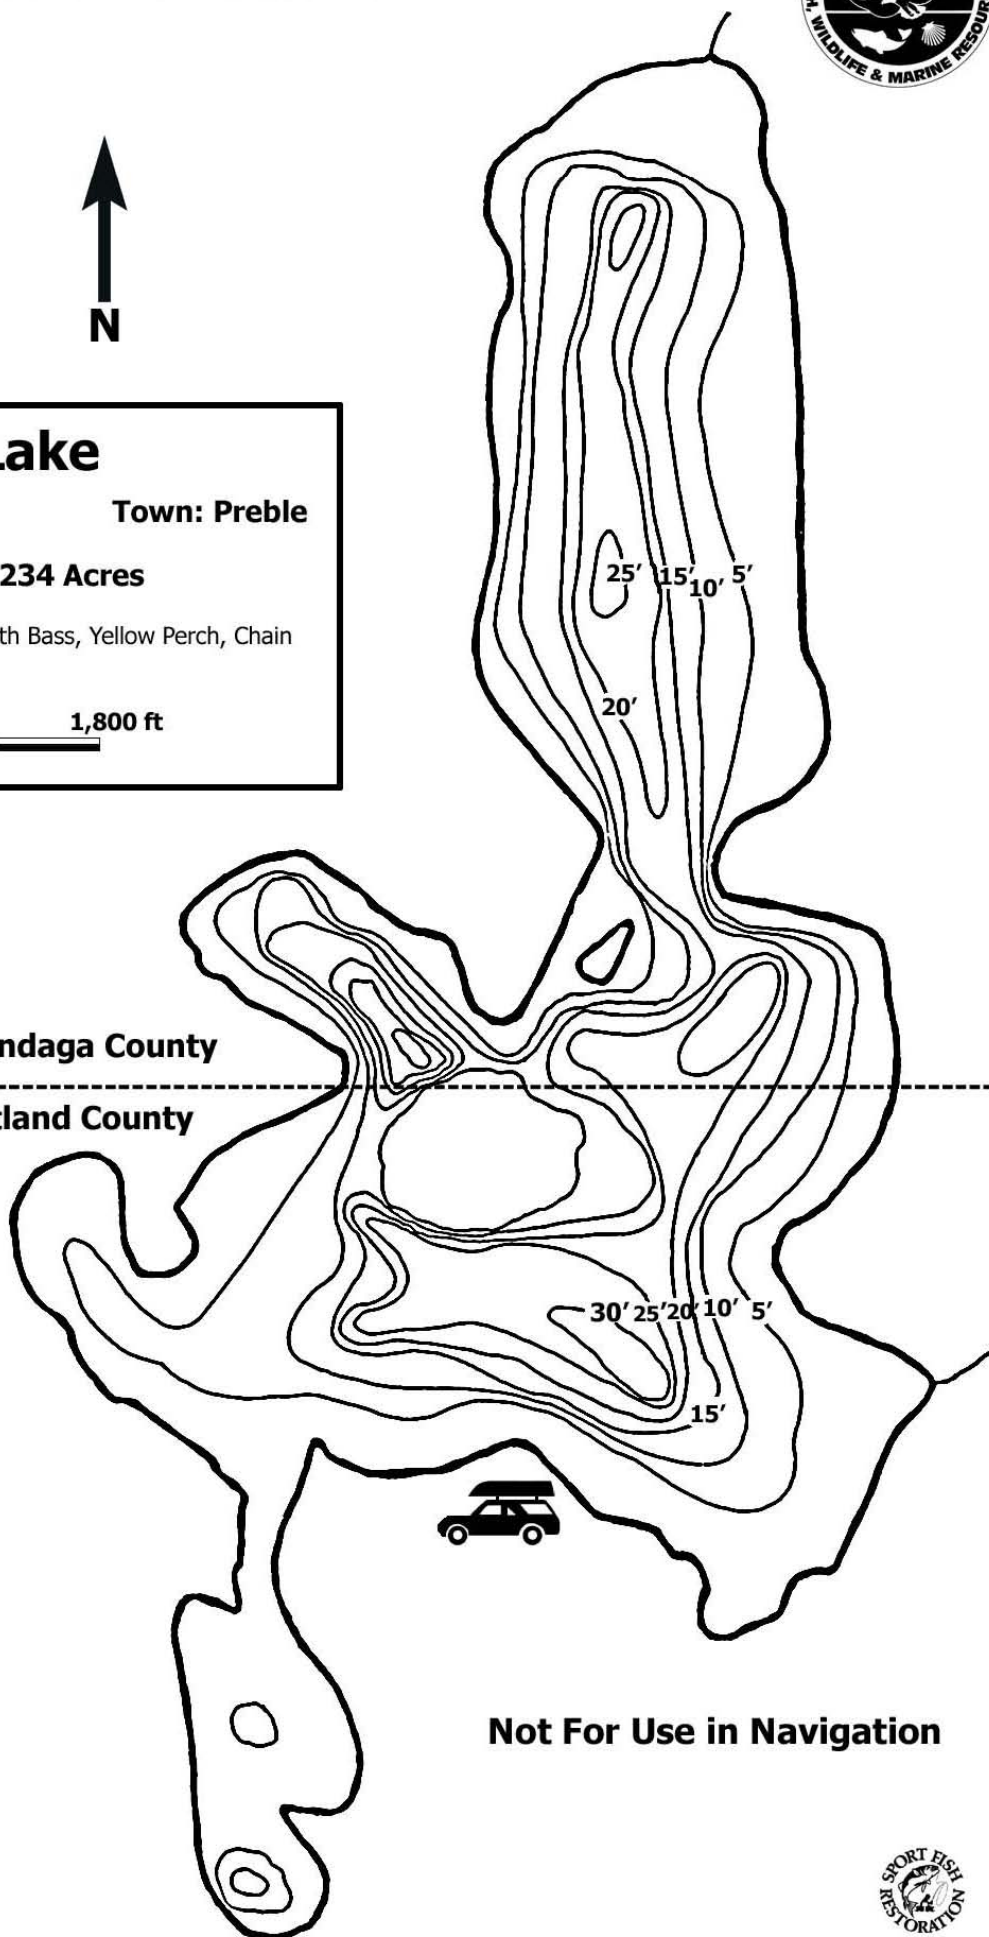 H, WILDLIFE & MARINE RESOUR
N
Lake
Town: Preble
234 Acres
th Bass, Yellow Perch, Chain
1,800 ft
25' 15' 10' 5'
20'
ndaga County
tland County
30' 25' 20' 10' 5'
15'
Not For Use in Navigation
SPORT FISH
RESTORATION